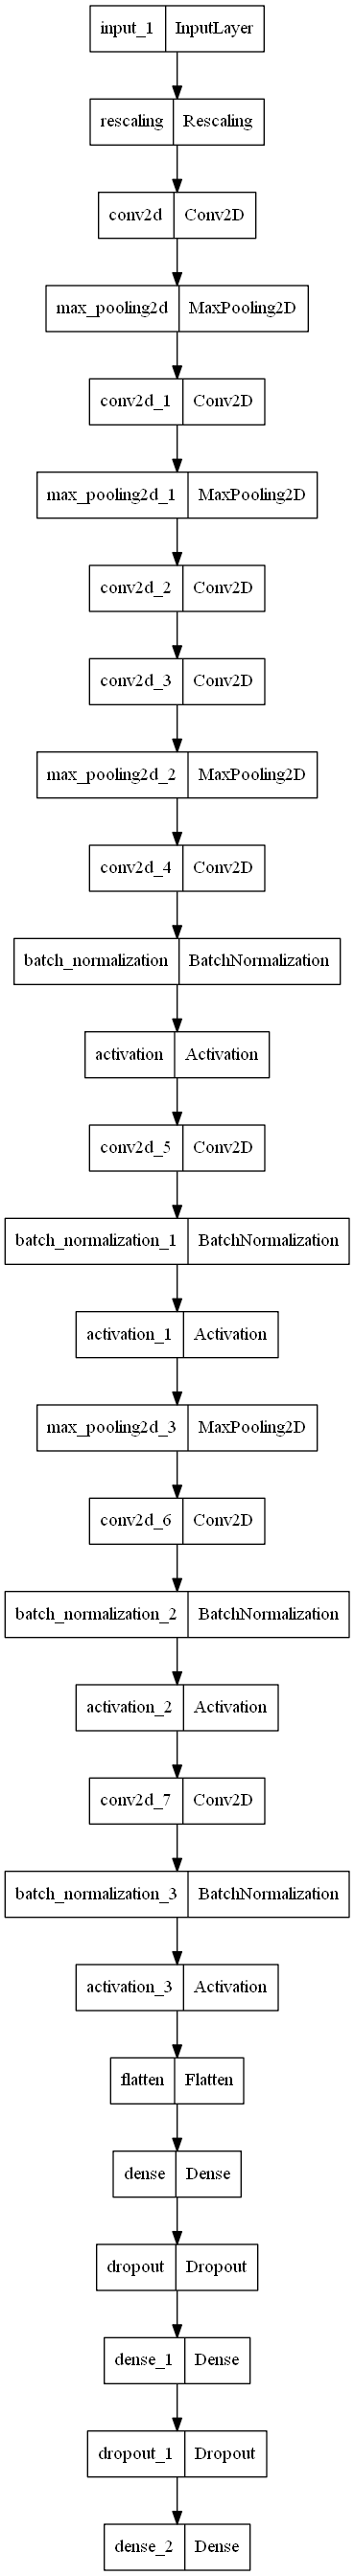 input_1 InputLayer
rescaling Rescaling
conv2d Conv2D
max_pooling2d MaxPooling2D
conv2d_1 Conv2D
max_pooling2d_1 MaxPooling2D
conv2d_2 Conv2D
conv2d_3 Conv2D
max_pooling2d_2 MaxPooling2D
conv2d_4 Conv2D
batch_normalization BatchNormalization
activation Activation
conv2d_5 Conv2D
batch_normalization_1 BatchNormalization
activation_1 Activation
max_pooling2d_3 MaxPooling2D
conv2d_6 Conv2D
batch_normalization_2 BatchNormalization
activation_2 Activation
conv2d_7 Conv2D
batch_normalization_3 BatchNormalization
activation_3 Activation
flatten Flatten
dense Dense
dropout Dropout
dense_1 Dense
dropout_1 Dropout
dense_2 Dense